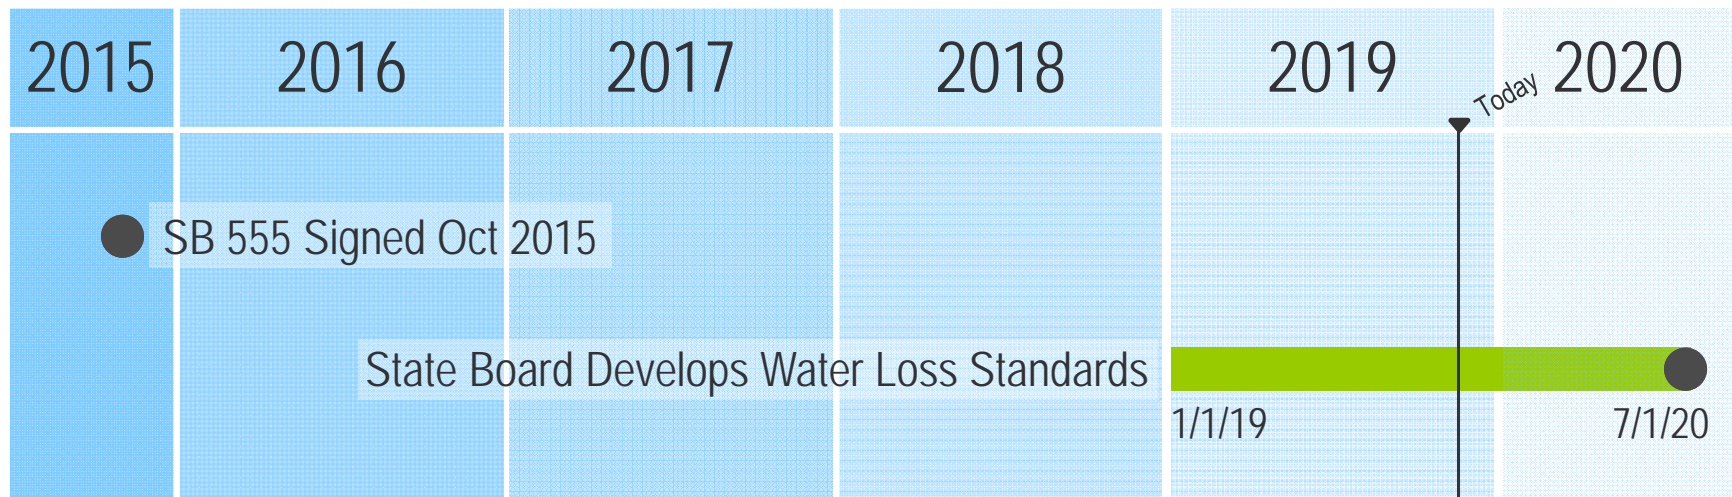 2015 2016 2017 2018 2019 2020
Today
SB 555 Signed Oct 2015
State Board Develops Water Loss Standards
1/1/19 7/1/20